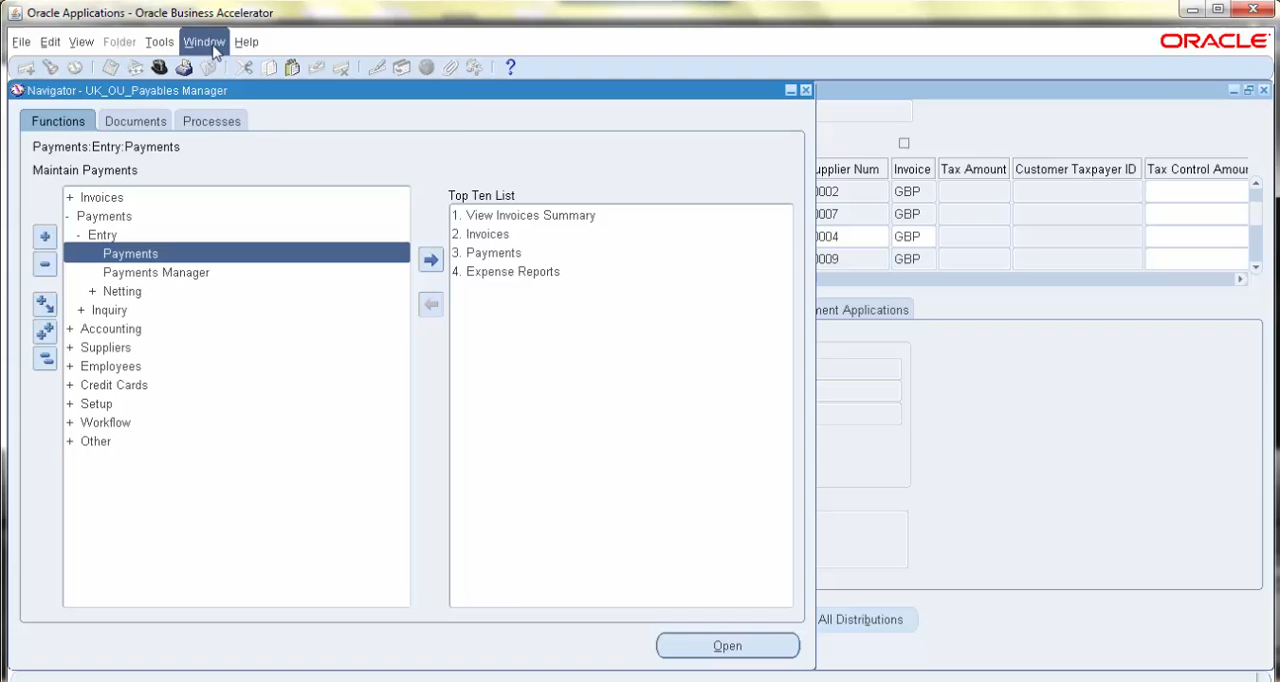 Oracle Applications - Oracle Business Accelerator
File Edit View Folder Tools Window Help
ORACLE
Navigator - UK_OU_Payables Manager
Functions Documents Processes
Payments:Entry:Payments
Maintain Payments
+ Invoices
- Payments
- Entry
Payments
Payments Manager
+ Netting
+ Inquiry
+ Accounting
+ Suppliers
+ Employees
+ Credit Cards
+ Setup
+ Workflow
+ Other
Top Ten List
1. View Invoices Summary
2. Invoices
3. Payments
4. Expense Reports
Open
upplier Num Invoice Tax Amount Customer Taxpayer ID Tax Control Amour
0002 GBP
0007 GBP
0004 GBP
0009 GBP
ment Applications
All Distributions